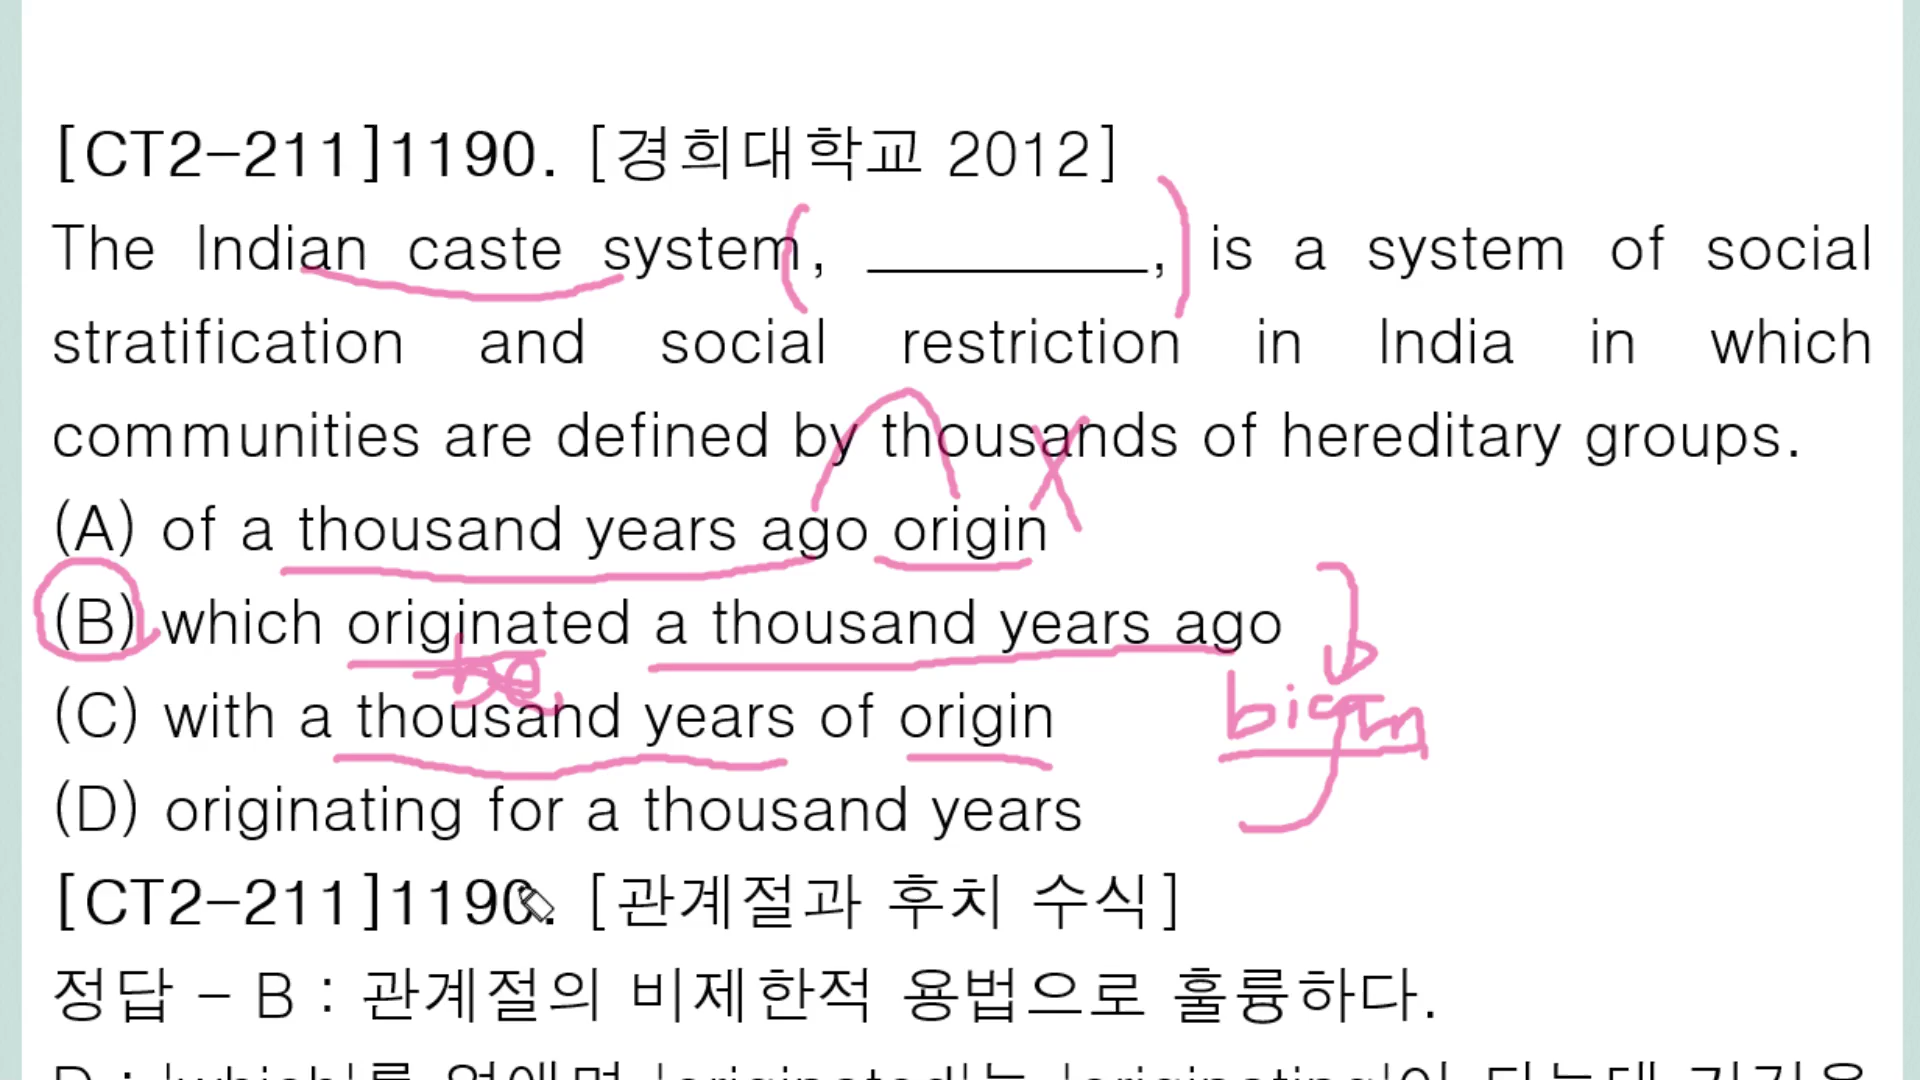 [CT2-211]1190. [경희대학교 2012]
The Indian caste system, ________, is a system of social
stratification and social restriction in India in which
communities are defined by thousands of hereditary groups.
(A) of a thousand years ago origin
(B) which originated a thousand years ago
be
(C) with a thousand years of origin
(D) originating for a thousand years
[CT2-211]1190. [관계절과 후치 수식]
정답 - B : 관계절의 비제한적 용법으로 훌륭하다.